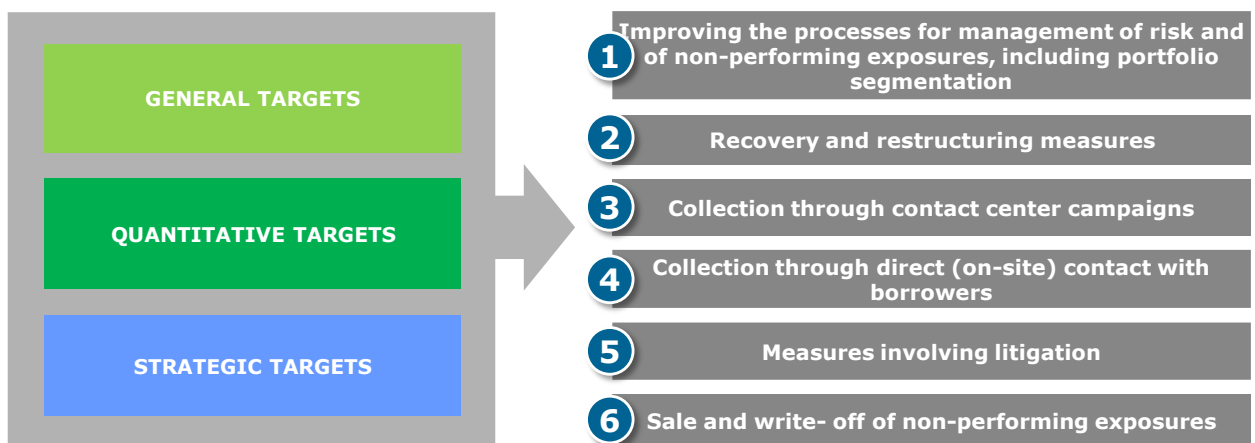 GENERAL TARGETS
QUANTITATIVE TARGETS
STRATEGIC TARGETS
1
Improving the processes for management of risk and
of non-performing exposures, including portfolio
segmentation
2
Recovery and restructuring measures
3
Collection through contact center campaigns
4
Collection through direct (on-site) contact with
borrowers
5
Measures involving litigation
6
Sale and write- off of non-performing exposures